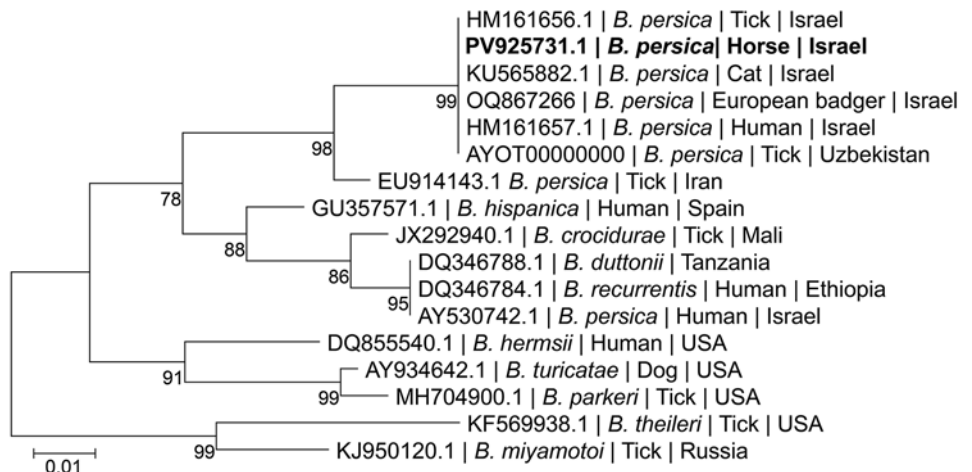 HM161656.1 | B. persica | Tick | Israel
PV925731.1 | B. persica| Horse | Israel
KU565882.1 | B. persica | Cat | Israel
99
OQ867266 | B. persica | European badger | Israel
HM161657.1 | B. persica | Human | Israel
98
AYOT00000000 | B. persica | Tick | Uzbekistan
EU914143.1 B. persica | Tick | Iran
78
GU357571.1 | B. hispanica | Human | Spain
JX292940.1 | B. crocidurae | Tick | Mali
88
DQ346788.1 | B. duttonii | Tanzania
86
DQ346784.1 | B. recurrentis | Human | Ethiopia
95
AY530742.1 | B. persica | Human | Israel
DQ855540.1 | B. hermsii | Human | USA
AY934642.1 | B. turicatae | Dog | USA
91
MH704900.1 | B. parkeri | Tick | USA
99
KF569938.1 | B. theileri | Tick | USA
KJ950120.1 | B. miyamotoi | Tick | Russia
99
0.01